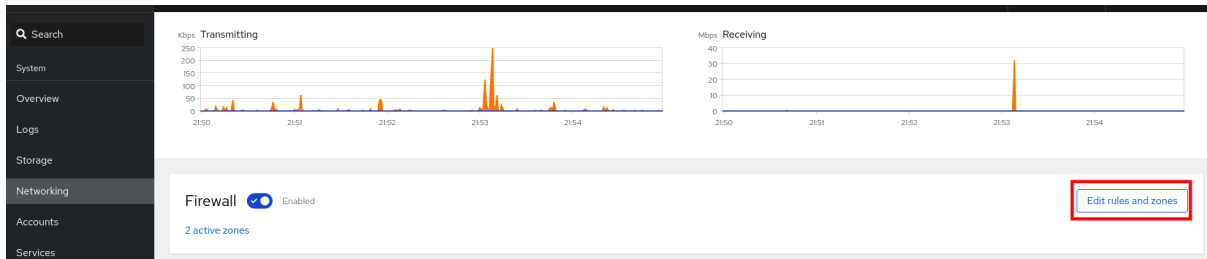 Search
System
Overview
Logs
Storage
Networking
Accounts
Services
Kbps Transmitting
250
200
150
100
50
0
21:50 21:51 21:52 21:53 21:54
Mbps Receiving
40
30
20
10
0
21:50 21:51 21:52 21:53 21:54
Firewall Enabled
Edit rules and zones
2 active zones